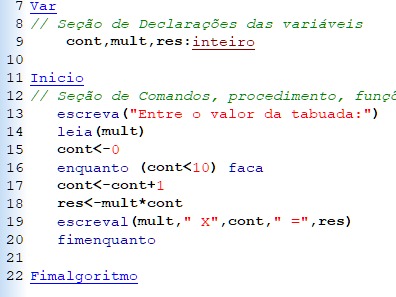 7 Var
8 // Seção de Declarações das variáveis
9 cont,mult,res:inteiro
10
11 Inicio
12 // Seção de Comandos, procedimento, funçõ
13 escreva("Entre o valor da tabuada:")
14 leia(mult)
15 cont<-0
16 enquanto (cont<10) faca
17 cont<-cont+1
18 res<-mult*cont
19 escreval(mult," X",cont," =",res)
20 fimenquanto
21
22 Fimalgoritmo